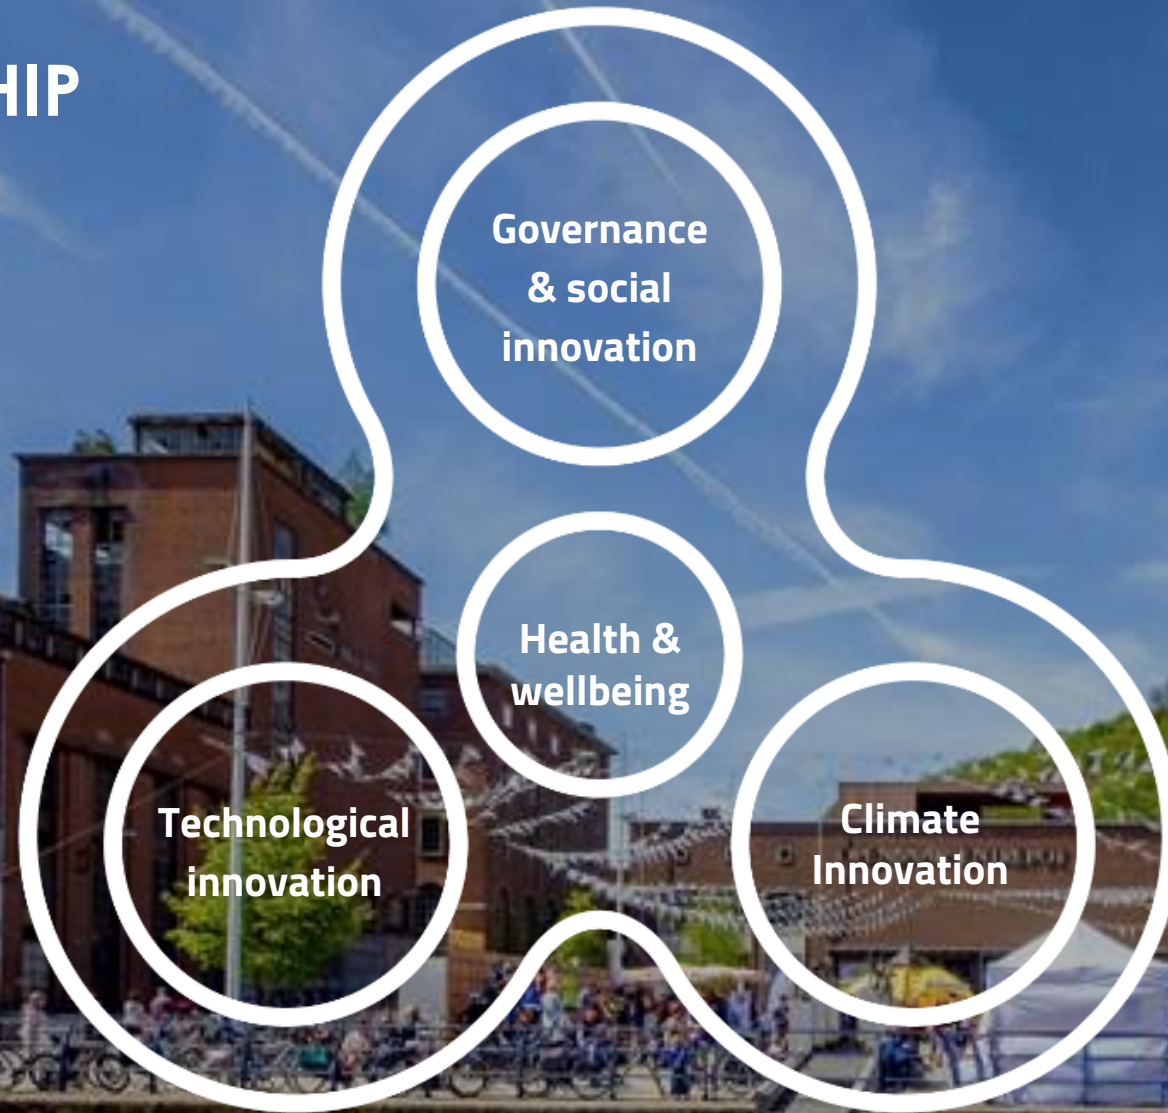 HIP
Governance
& social
innovation
Health &
wellbeing
Technological
innovation
Climate
Innovation